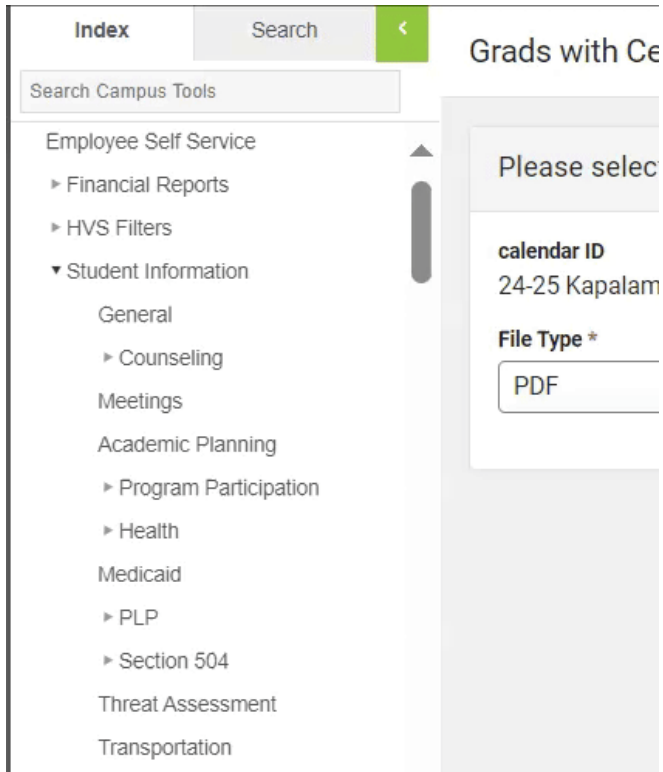 Index
Search
Search Campus Tools
Employee Self Service
Financial Reports
HVS Filters
Student Information
General
Counseling
Meetings
Academic Planning
Program Participation
Health
Medicaid
PLP
Section 504
Threat Assessment
Transportation
Grads with Ce
Please selec
calendar ID
24-25 Kapalam
File Type *
PDF